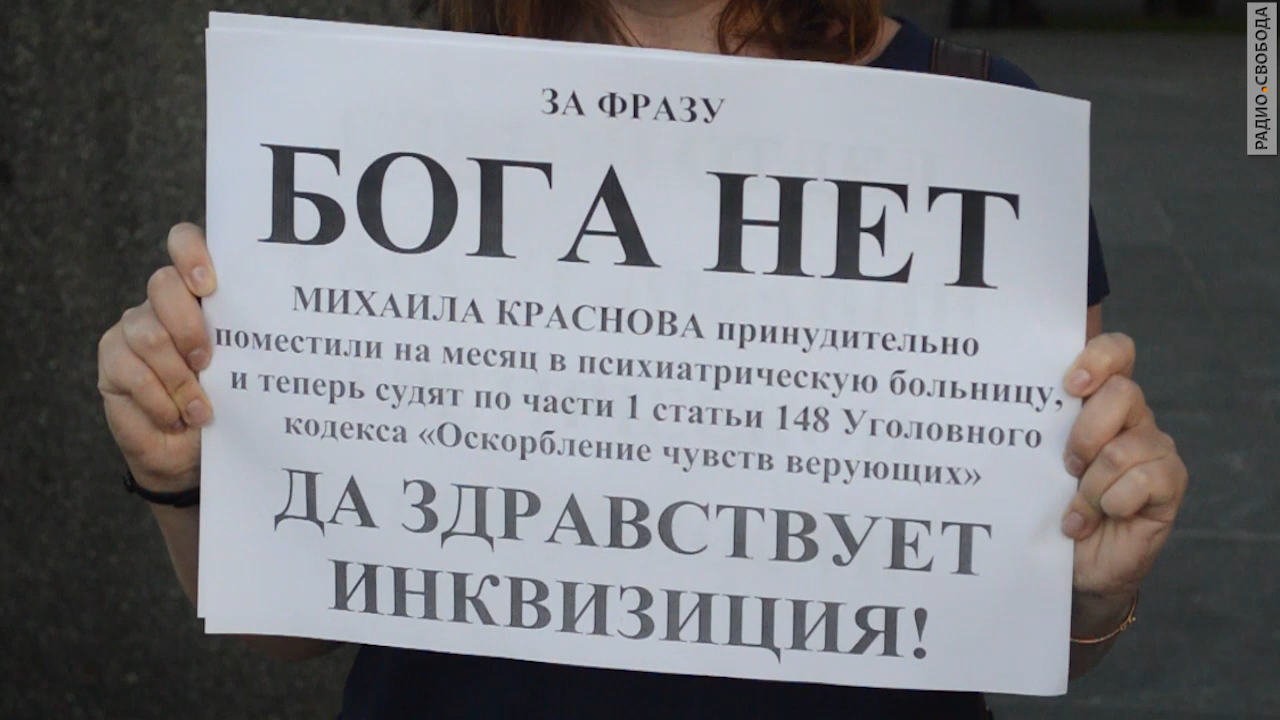 ЗА ФРАЗУ
БОГА НЕТ
МИХАИЛА КРАСНОВА принудительно
поместили на месяц в психиатрическую больницу,
и теперь судят по части 1 статьи 148 Уголовного
кодекса «Оскорбление чувств верующих»
ДА ЗДРАВСТВУЕТ
ИНКВИЗИЦИЯ!
РАДИО СВОБОДА